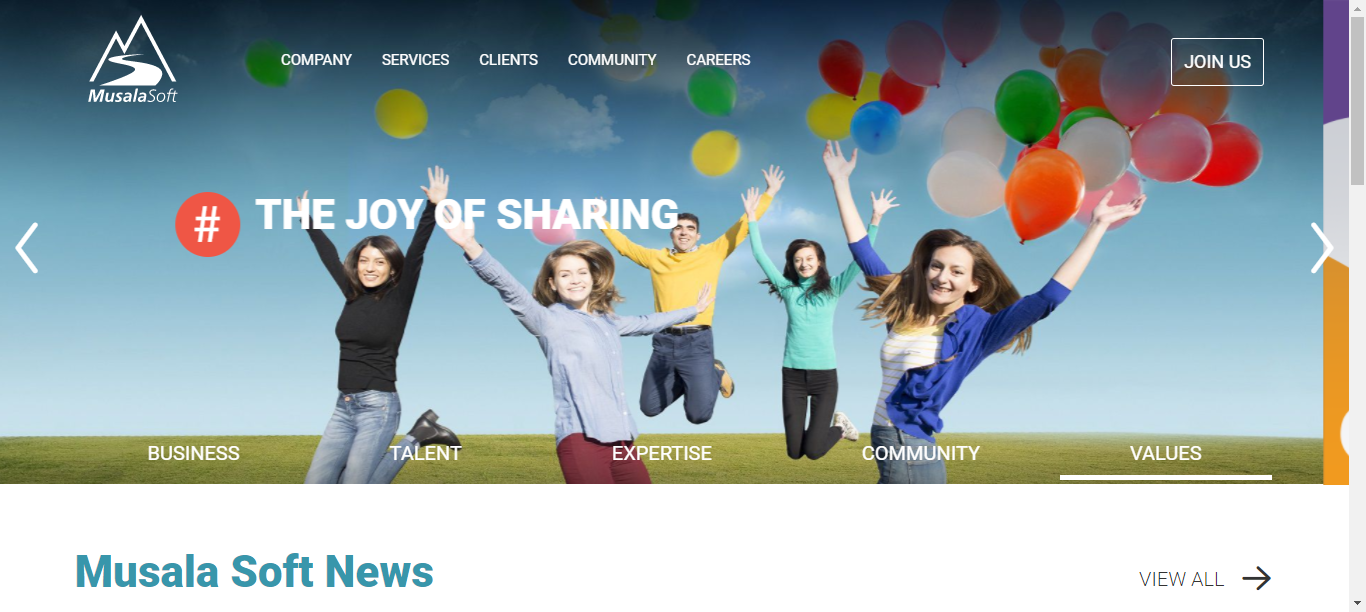 MusalaSoft
COMPANY SERVICES CLIENTS COMMUNITY CAREERS
JOIN US
# THE JOY OF SHARING
BUSINESS TALENT EXPERTISE COMMUNITY VALUES
Musala Soft News
VIEW ALL